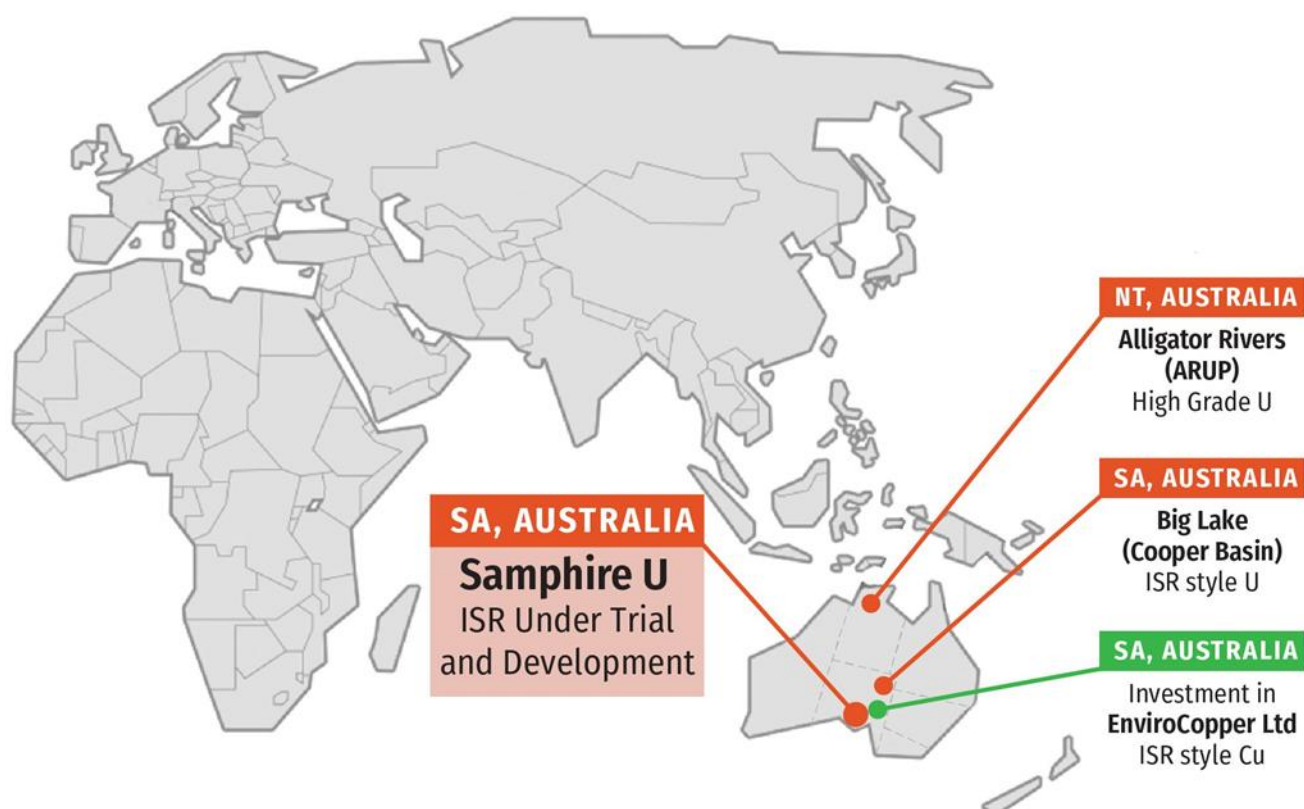 NT, AUSTRALIA
Alligator Rivers
(ARUP)
High Grade U
SA, AUSTRALIA
Big Lake
(Cooper Basin)
ISR style U
SA, AUSTRALIA
Samphire U
ISR Under Trial
and Development
SA, AUSTRALIA
Investment in
EnviroCopper Ltd
ISR style Cu